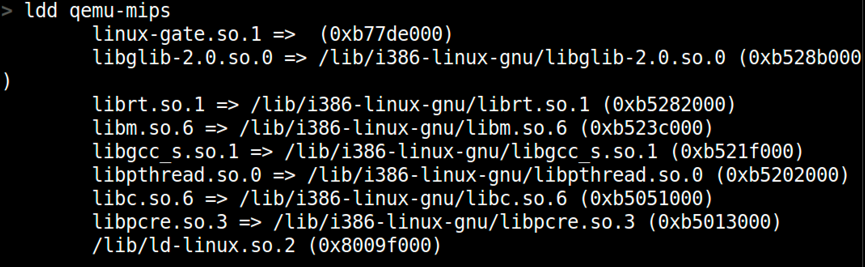 > ldd qemu-mips
linux-gate.so.1 =>  (0xb77de000)
libglib-2.0.so.0 => /lib/i386-linux-gnu/libglib-2.0.so.0 (0xb528b000
)
librt.so.1 => /lib/i386-linux-gnu/librt.so.1 (0xb5282000)
libm.so.6 => /lib/i386-linux-gnu/libm.so.6 (0xb523c000)
libgcc_s.so.1 => /lib/i386-linux-gnu/libgcc_s.so.1 (0xb521f000)
libpthread.so.0 => /lib/i386-linux-gnu/libpthread.so.0 (0xb5202000)
libc.so.6 => /lib/i386-linux-gnu/libc.so.6 (0xb5051000)
libpcre.so.3 => /lib/i386-linux-gnu/libpcre.so.3 (0xb5013000)
/lib/ld-linux.so.2 (0x8009f000)